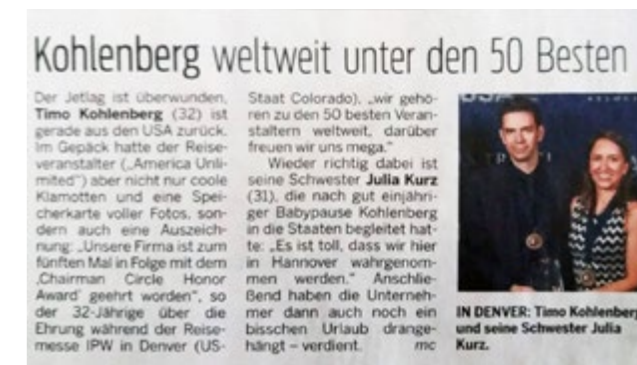 Kohlenberg weltweit unter den 50 Besten
Der Jetlag ist überwunden,
Timo Kohlenberg (32) ist
gerade aus den USA zurück.
Im Gepäck hatte der Reise-
veranstalter („America Unli-
mited“) aber nicht nur coole
Klamotten und eine Spei-
cherkarte voller Fotos, son-
dern auch eine Auszeich-
nung: „Unsere Firma ist zum
fünften Mal in Folge mit dem
‚Chairman Circle Honor
Award‘ geehrt worden“, so
der 32-Jährige über die
Ehrung während der Reise-
messe IPW in Denver (US-
Staat Colorado), „wir gehö-
ren zu den 50 besten Veran-
staltern weltweit, darüber
freuen wir uns mega.“
Wieder richtig dabei ist
seine Schwester Julia Kurz
(31), die nach gut einjähri-
ger Babypause Kohlenberg
in die Staaten begleitet hat-
te: „Es ist toll, dass wir hier
in Hannover wahrgenom-
men werden.“ Anschlie-
ßend haben die Unterneh-
mer dann auch noch ein
bisschen Urlaub drange-
hängt – verdient. mc
IN DENVER: Timo Kohlenberg
und seine Schwester Julia
Kurz.